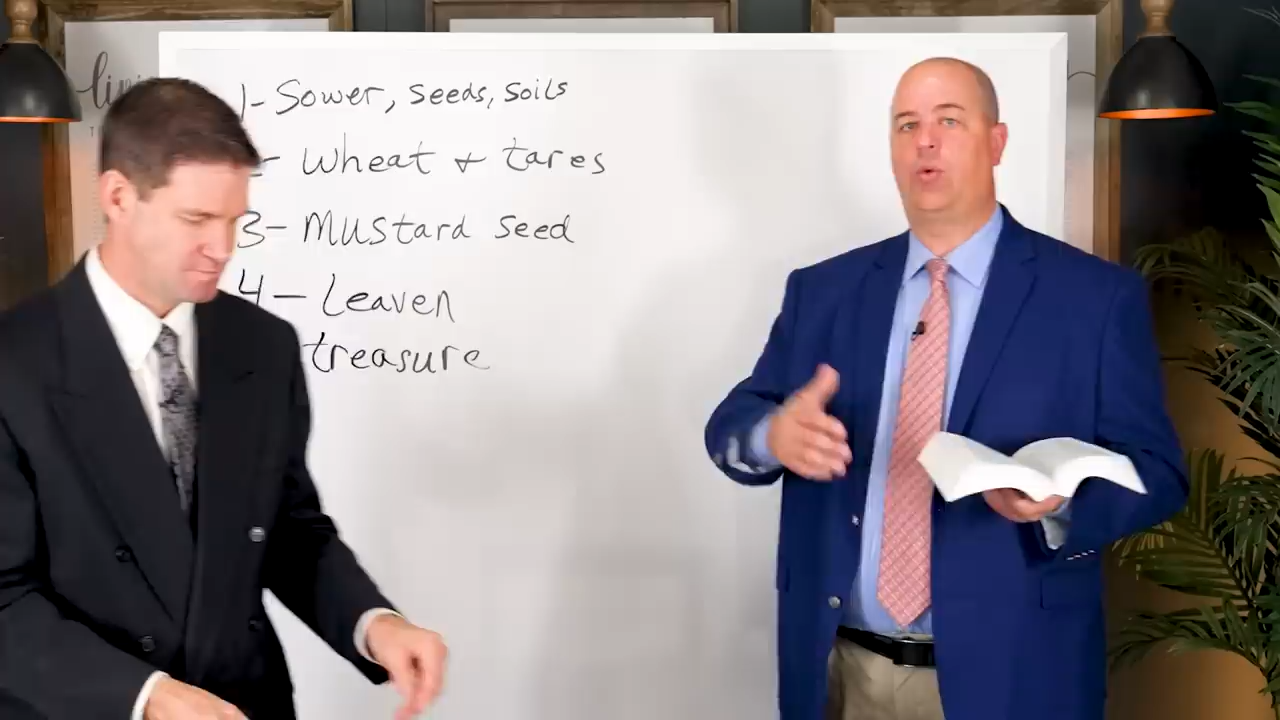 1- Sower, seeds, soils
- Wheat + tares
3- Mustard seed
4- Leaven
treasure